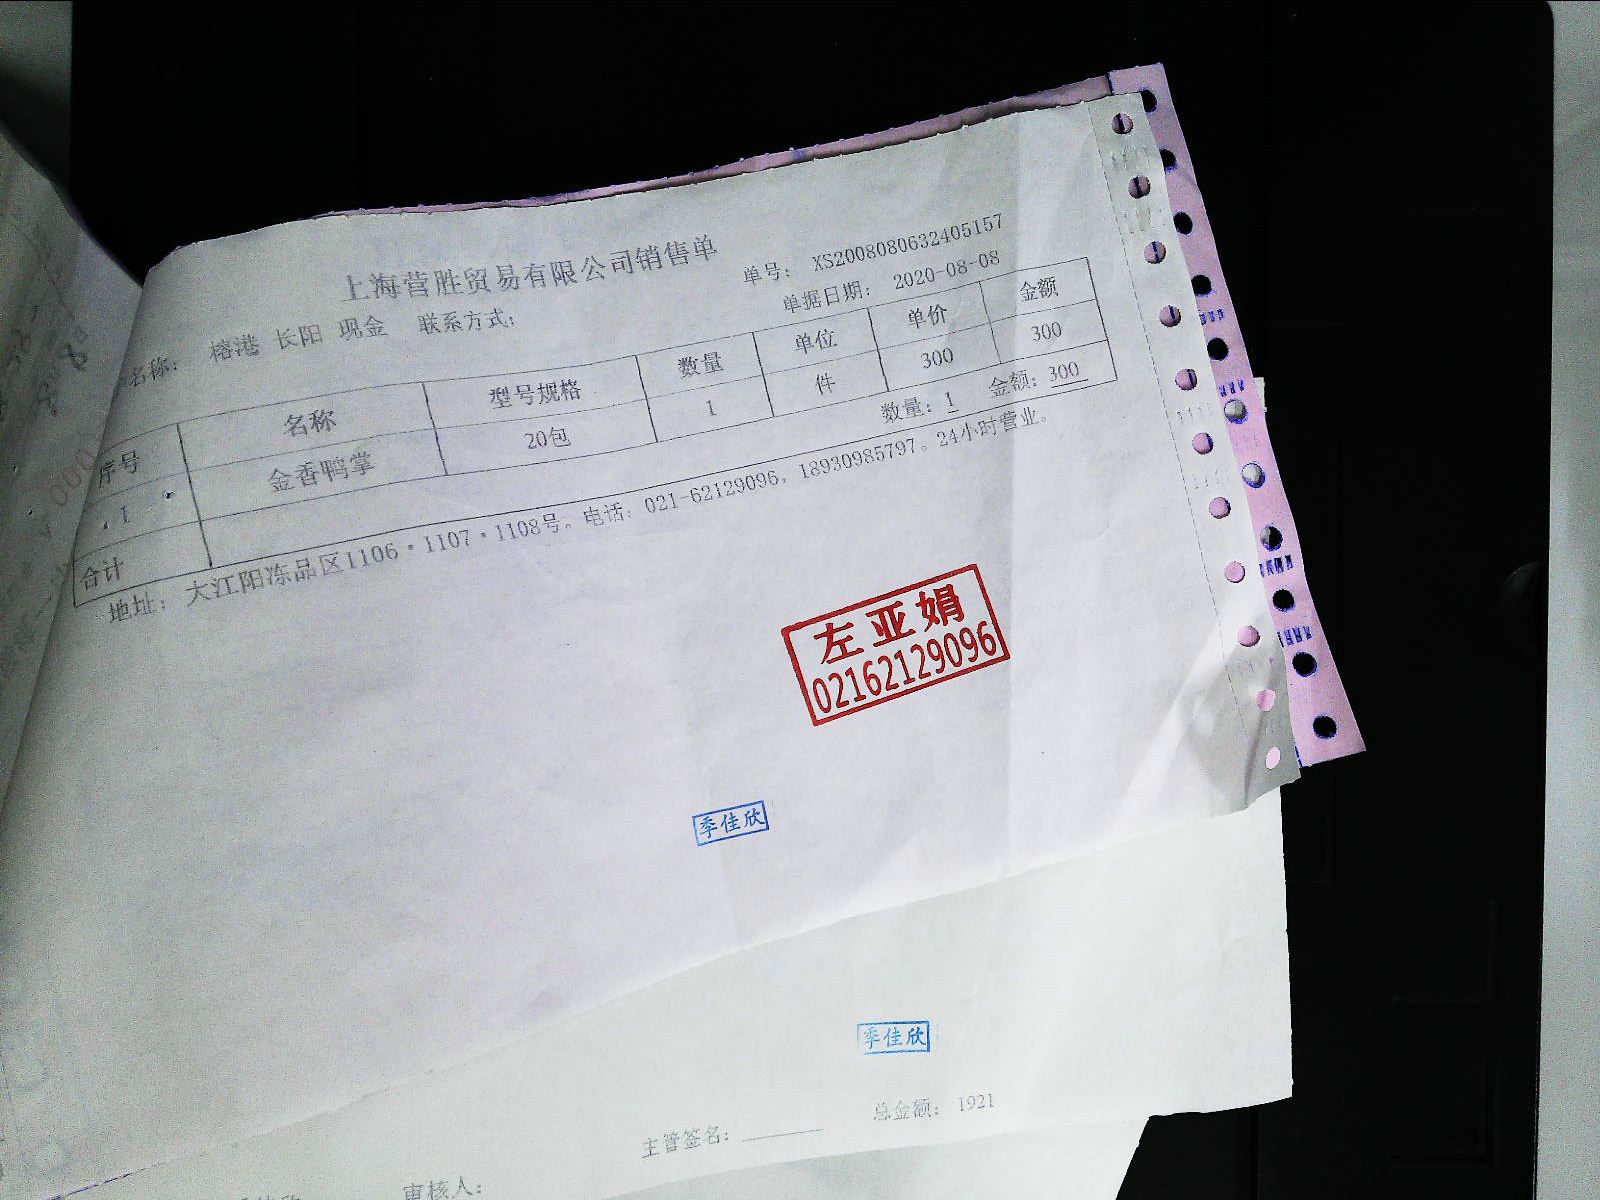 上海营胜贸易有限公司销售单
单号: XS2008080632405157
名称: 榕港 长阳 现金 联系方式:
单据日期: 2020-08-08
序号 名称 型号规格 数量 单位 单价 金额
1 金香鸭掌 20包 1 件 300 300
合计 数量: 1 金额: 300
地址: 大江阳冻品区1106·1107·1108号。电话: 021-62129096, 18930985797。24小时营业。
左亚娟
02162129096
季佳欣
季佳欣
总金额: 1921
主管签名:
审核人: